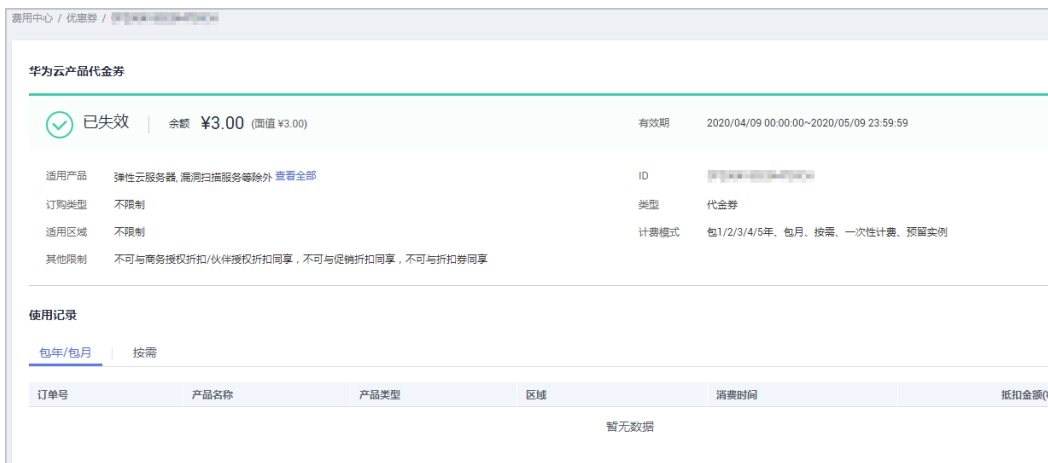 费用中心 / 优惠券 /
华为云产品代金券
已失效 余额 ¥3.00 (面值 ¥3.00) 有效期 2020/04/09 00:00:00~2020/05/09 23:59:59
适用产品 弹性云服务器, 漏洞扫描服务等除外 查看全部 ID
订购类型 不限制 类型 代金券
适用区域 不限制 计费模式 包1/2/3/4/5年、包月、按需、一次性计费、预留实例
其他限制 不可与商务授权折扣/伙伴授权折扣同享，不可与促销折扣同享，不可与折扣券同享
使用记录
包年/包月 按需
订单号 产品名称 产品类型 区域 消费时间 抵扣金额(
暂无数据